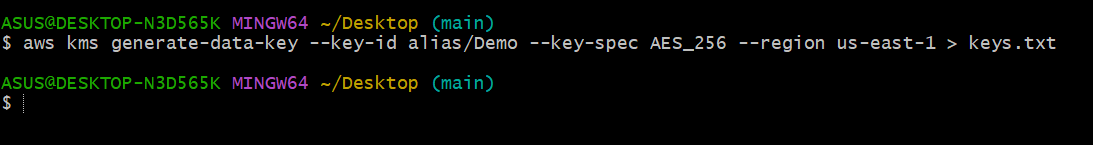 ASUS@DESKTOP-N3D565K MINGW64 ~/Desktop (main)
$ aws kms generate-data-key --key-id alias/Demo --key-spec AES_256 --region us-east-1 > keys.txt
ASUS@DESKTOP-N3D565K MINGW64 ~/Desktop (main)
$